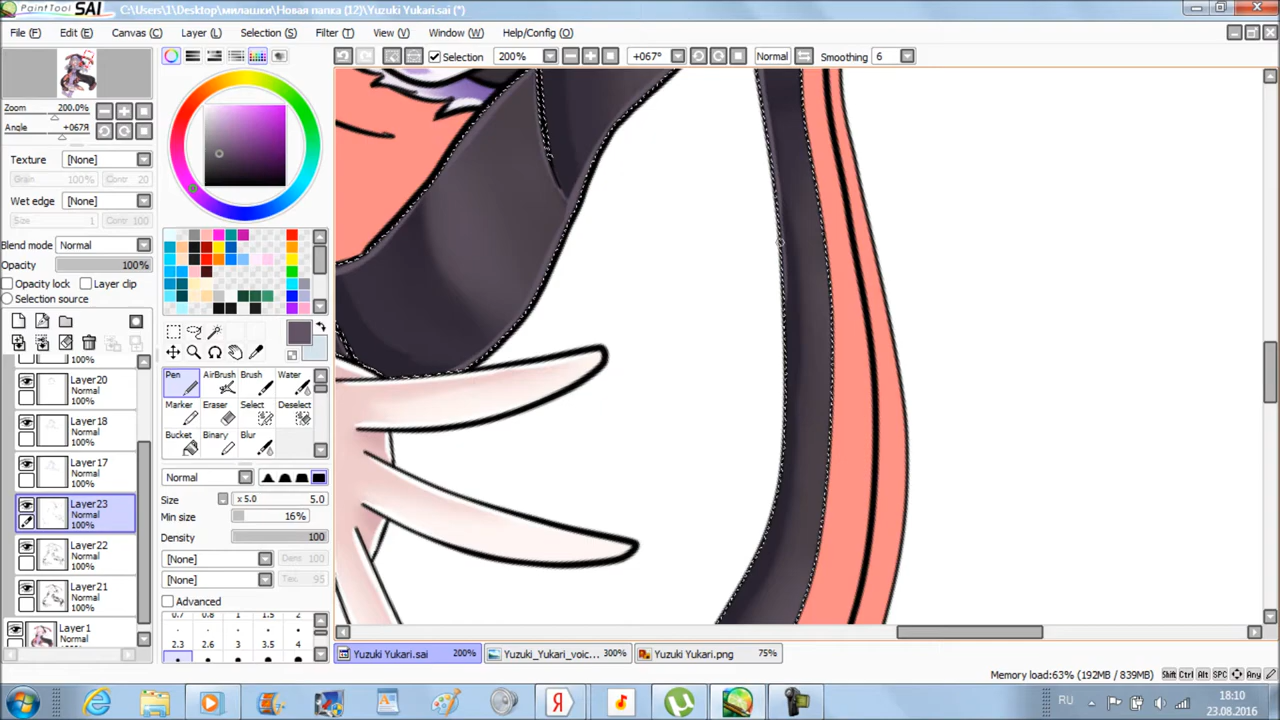 PaintTool SAI C:\Users\1\Desktop\милашки\Новая папка (12)\Yuzuki Yukari.sai (*)
File (F) Edit (E) Canvas (C) Layer (L) Selection (S) Filter (T) View (V) Window (W) Help/Config (O)
Selection 200% +067° Normal Smoothing 6
Zoom 200.0%
Angle +067Я
Texture [None]
Grain 100% Contr 20
Wet edge [None]
Size 1 Contr 100
Blend mode Normal
Opacity 100%
Opacity lock Layer clip
Selection source
100%
Layer20
Normal
100%
Layer18
Normal
100%
Layer17
Normal
100%
Layer23
Normal
100%
Layer22
Normal
100%
Layer21
Normal
100%
Layer1
Normal
Pen AirBrush Brush Water
Marker Eraser Select Deselect
Bucket Binary Blur
Normal
Size x 5.0 5.0
Min size 16%
Density 100
[None] Dens 100
[None] 95
Advanced
0.7 0.8 1 1.5 2
2.3 2.6 3 3.5 4
Yuzuki Yukari.sai 200% Yuzuki_Yukari_voic... 300% Yuzuki Yukari.png 75%
Memory load:63% (192MB / 839MB) Shift Ctrl Alt SPC Any
RU 18:10
23.08.2016